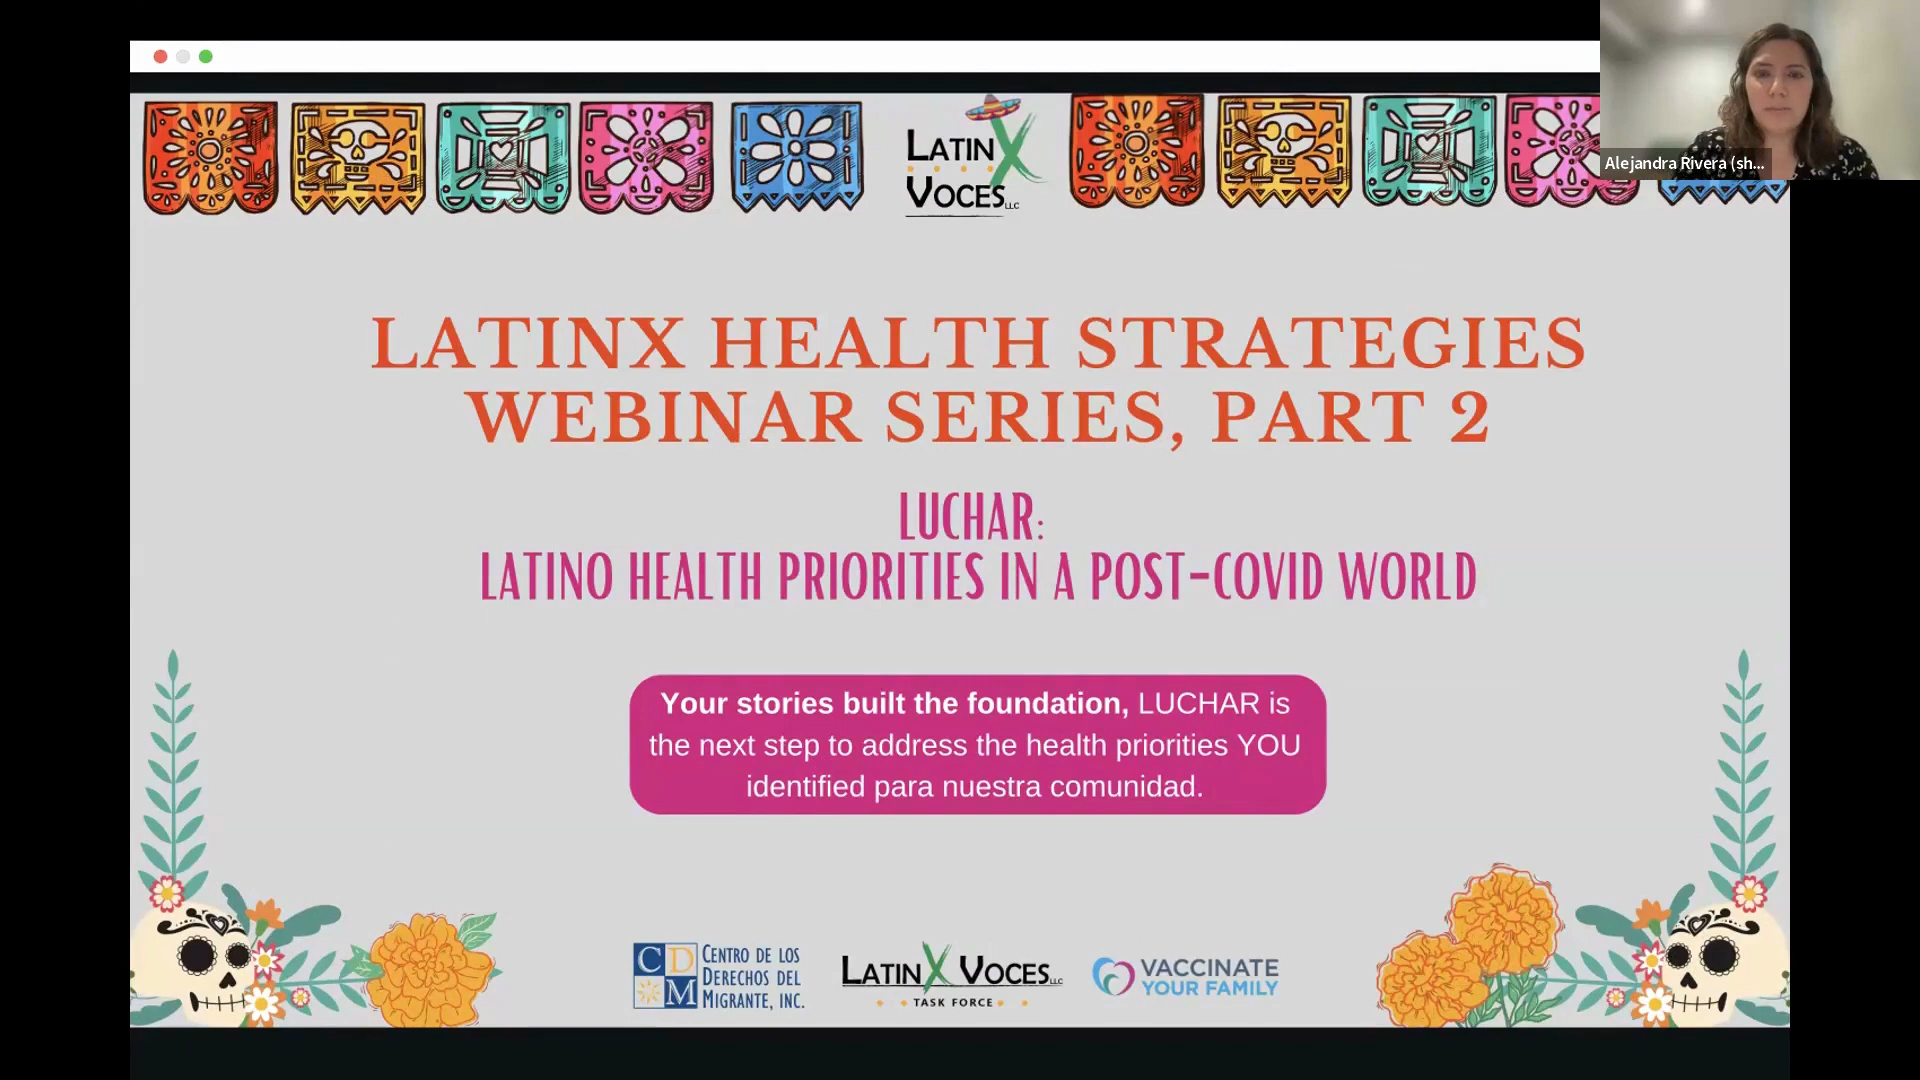 LATINX
VOCES LLC
Alejandra Rivera (sh...
LATINX HEALTH STRATEGIES
WEBINAR SERIES, PART 2
LUCHAR:
LATINO HEALTH PRIORITIES IN A POST-COVID WORLD
Your stories built the foundation, LUCHAR is
the next step to address the health priorities YOU
identified para nuestra comunidad.
CDM
CENTRO DE LOS
DERECHOS DEL
MIGRANTE, INC.
LATINX VOCES LLC
TASK FORCE
VACCINATE
YOUR FAMILY